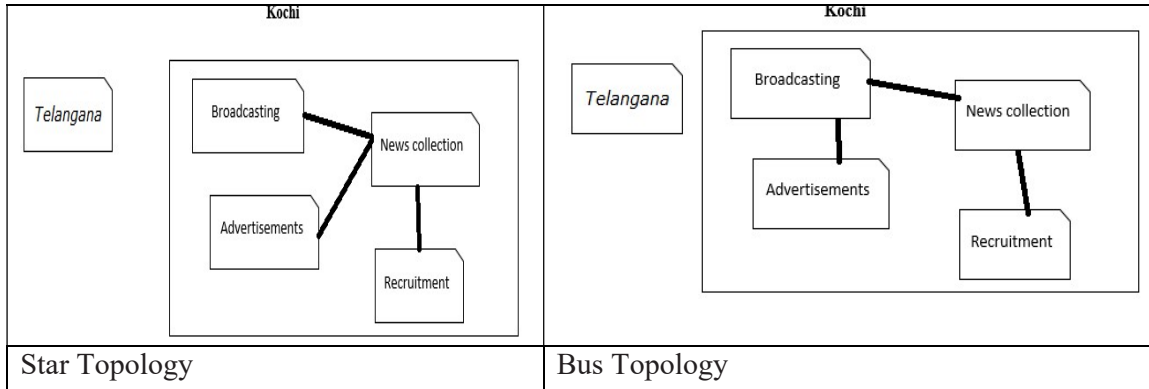 Kochi
Telangana
Broadcasting
News collection
Advertisements
Recruitment
Star Topology
Kochi
Telangana
Broadcasting
News collection
Advertisements
Recruitment
Bus Topology